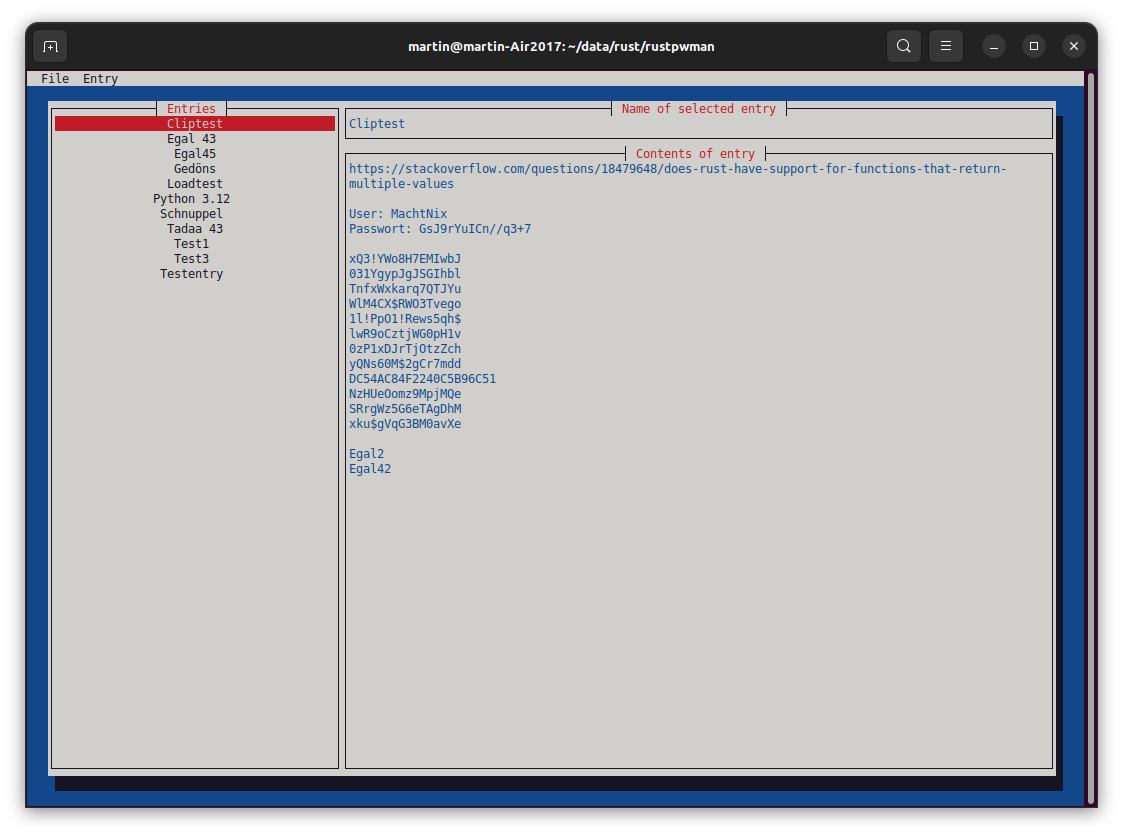 martin@martin-Air2017: ~/data/rust/rustpwman
File Entry
Entries
Cliptest
Egal 43
Egal45
Gedöns
Loadtest
Python 3.12
Schnuppel
Tadaa 43
Test1
Test3
Testentry
Name of selected entry
Cliptest
Contents of entry
https://stackoverflow.com/questions/18479648/does-rust-have-support-for-functions-that-return-
multiple-values
User: MachtNix
Passwort: GsJ9rYuICn//q3+7
xQ3!YWo8H7EMIwbJ
031YgypJgJSGIhbl
TnfxWxkarq7QTJYu
WlM4CX$RWO3Tvego
1l!PpO1!Rews5qh$
lwR9oCztjWG0pH1v
0zP1xDJrTjOtzZch
yQNs60M$2gCr7mdd
DC54AC84F2240C5B96C51
NzHUeOomz9MpjMQe
SRrgWz5G6eTAgDhM
xku$gVqG3BM0avXe
Egal2
Egal42